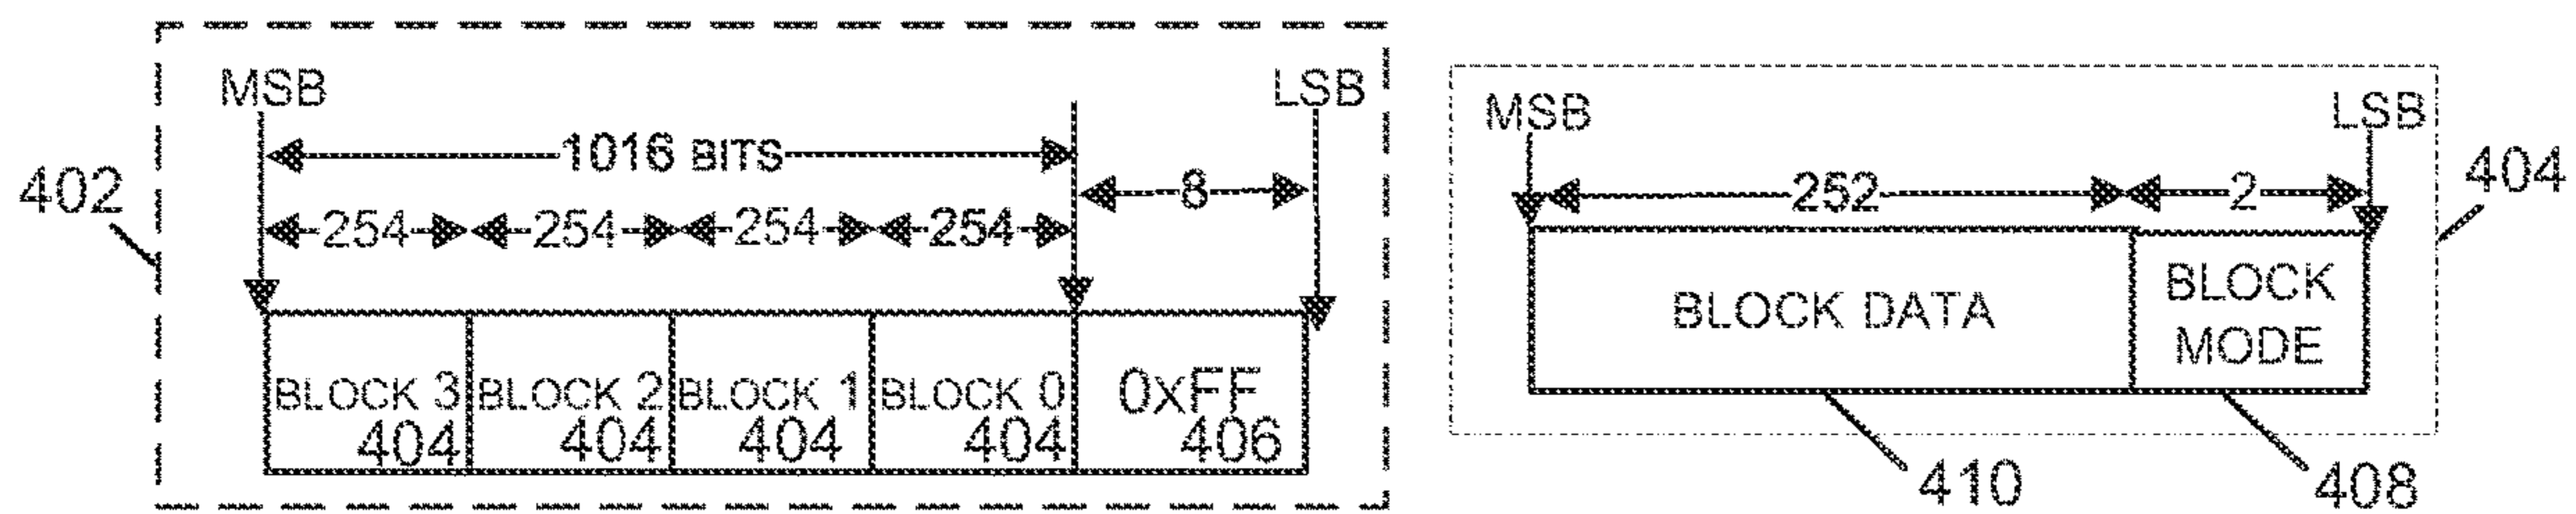 MSB LSB
1016 BITS
8
402
254 254 254 254
BLOCK 3 BLOCK 2 BLOCK 1 BLOCK 0 0xFF
404 404 404 404 406
MSB LSB
404
252 2
BLOCK DATA
BLOCK
MODE
410 408